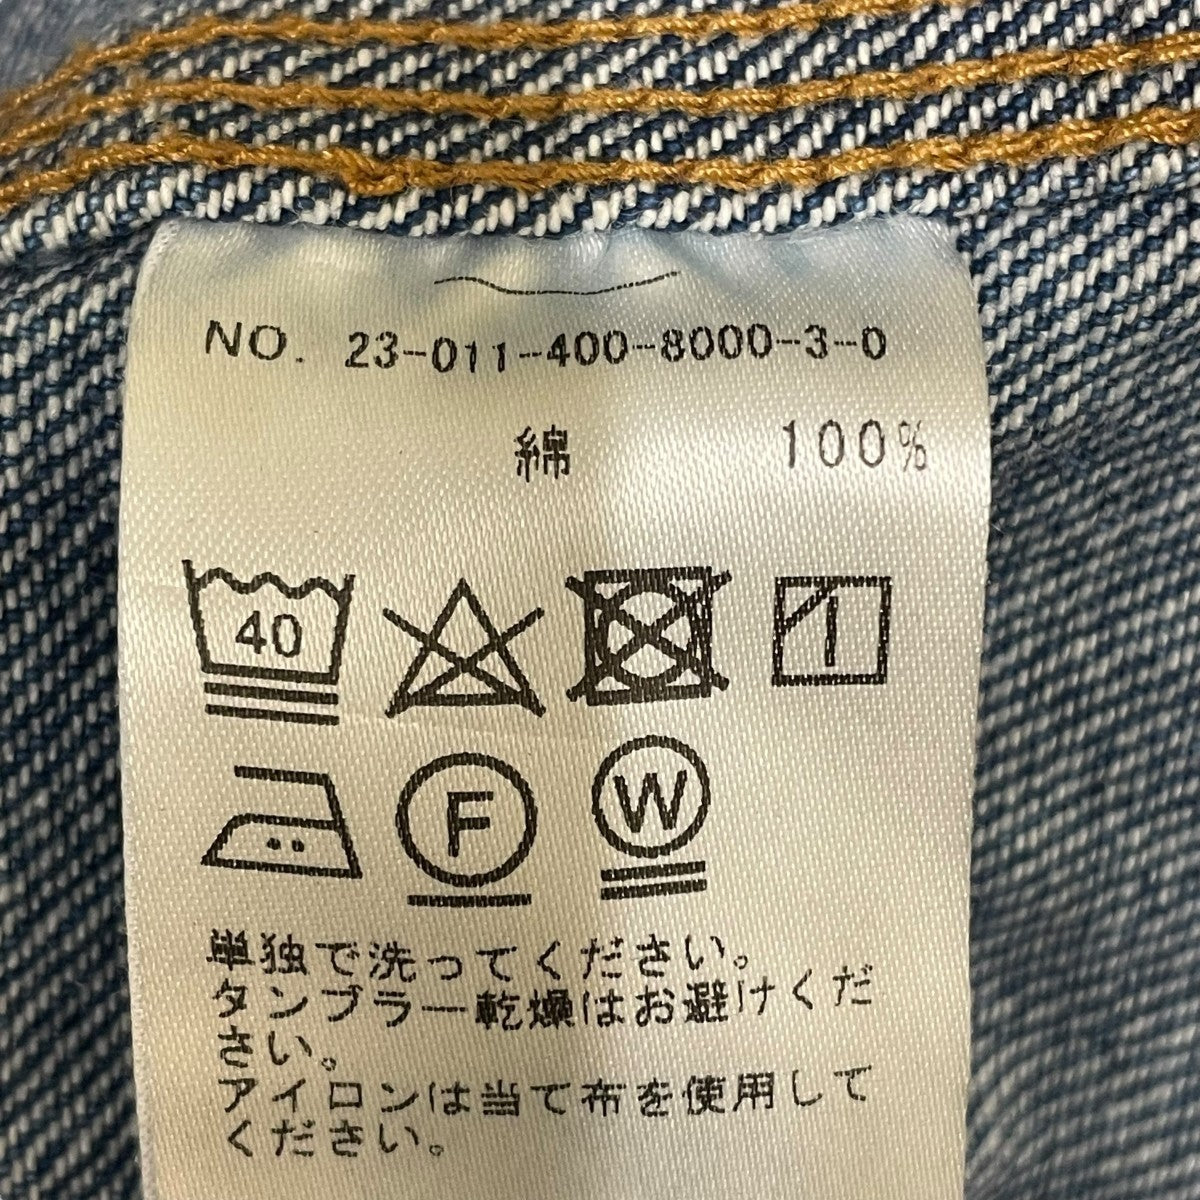 NO. 23-011-400-8000-3-0
綿 100%
40
F W
単独で洗ってください。
タンブラー乾燥はお避けくだ
さい。
アイロンは当て布を使用して
ください。